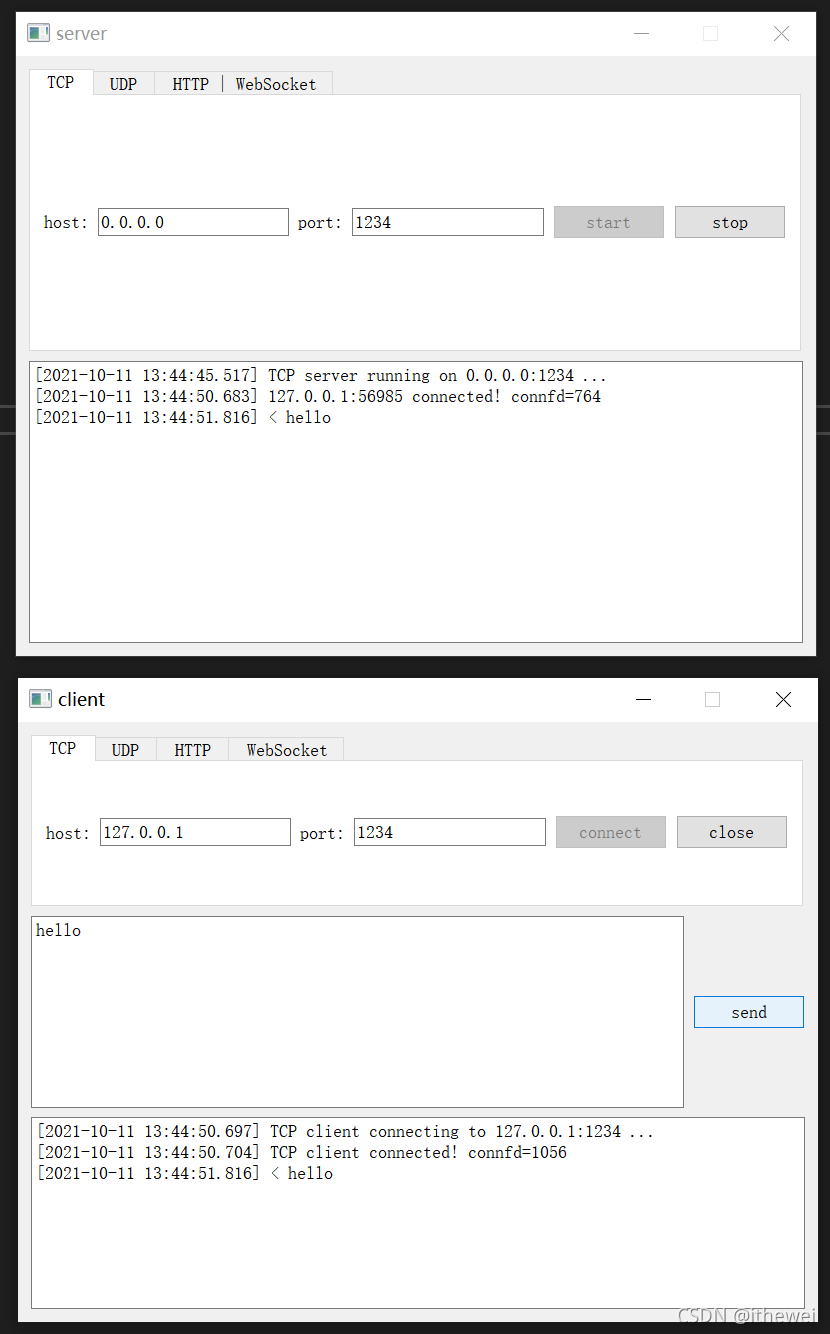 server
TCP UDP HTTP WebSocket
host: 0.0.0.0 port: 1234 start stop
[2021-10-11 13:44:45.517] TCP server running on 0.0.0.0:1234 ...
[2021-10-11 13:44:50.683] 127.0.0.1:56985 connected! connfd=764
[2021-10-11 13:44:51.816] < hello
client
TCP UDP HTTP WebSocket
host: 127.0.0.1 port: 1234 connect close
hello
send
[2021-10-11 13:44:50.697] TCP client connecting to 127.0.0.1:1234 ...
[2021-10-11 13:44:50.704] TCP client connected! connfd=1056
[2021-10-11 13:44:51.816] < hello
CSDN @ithewei